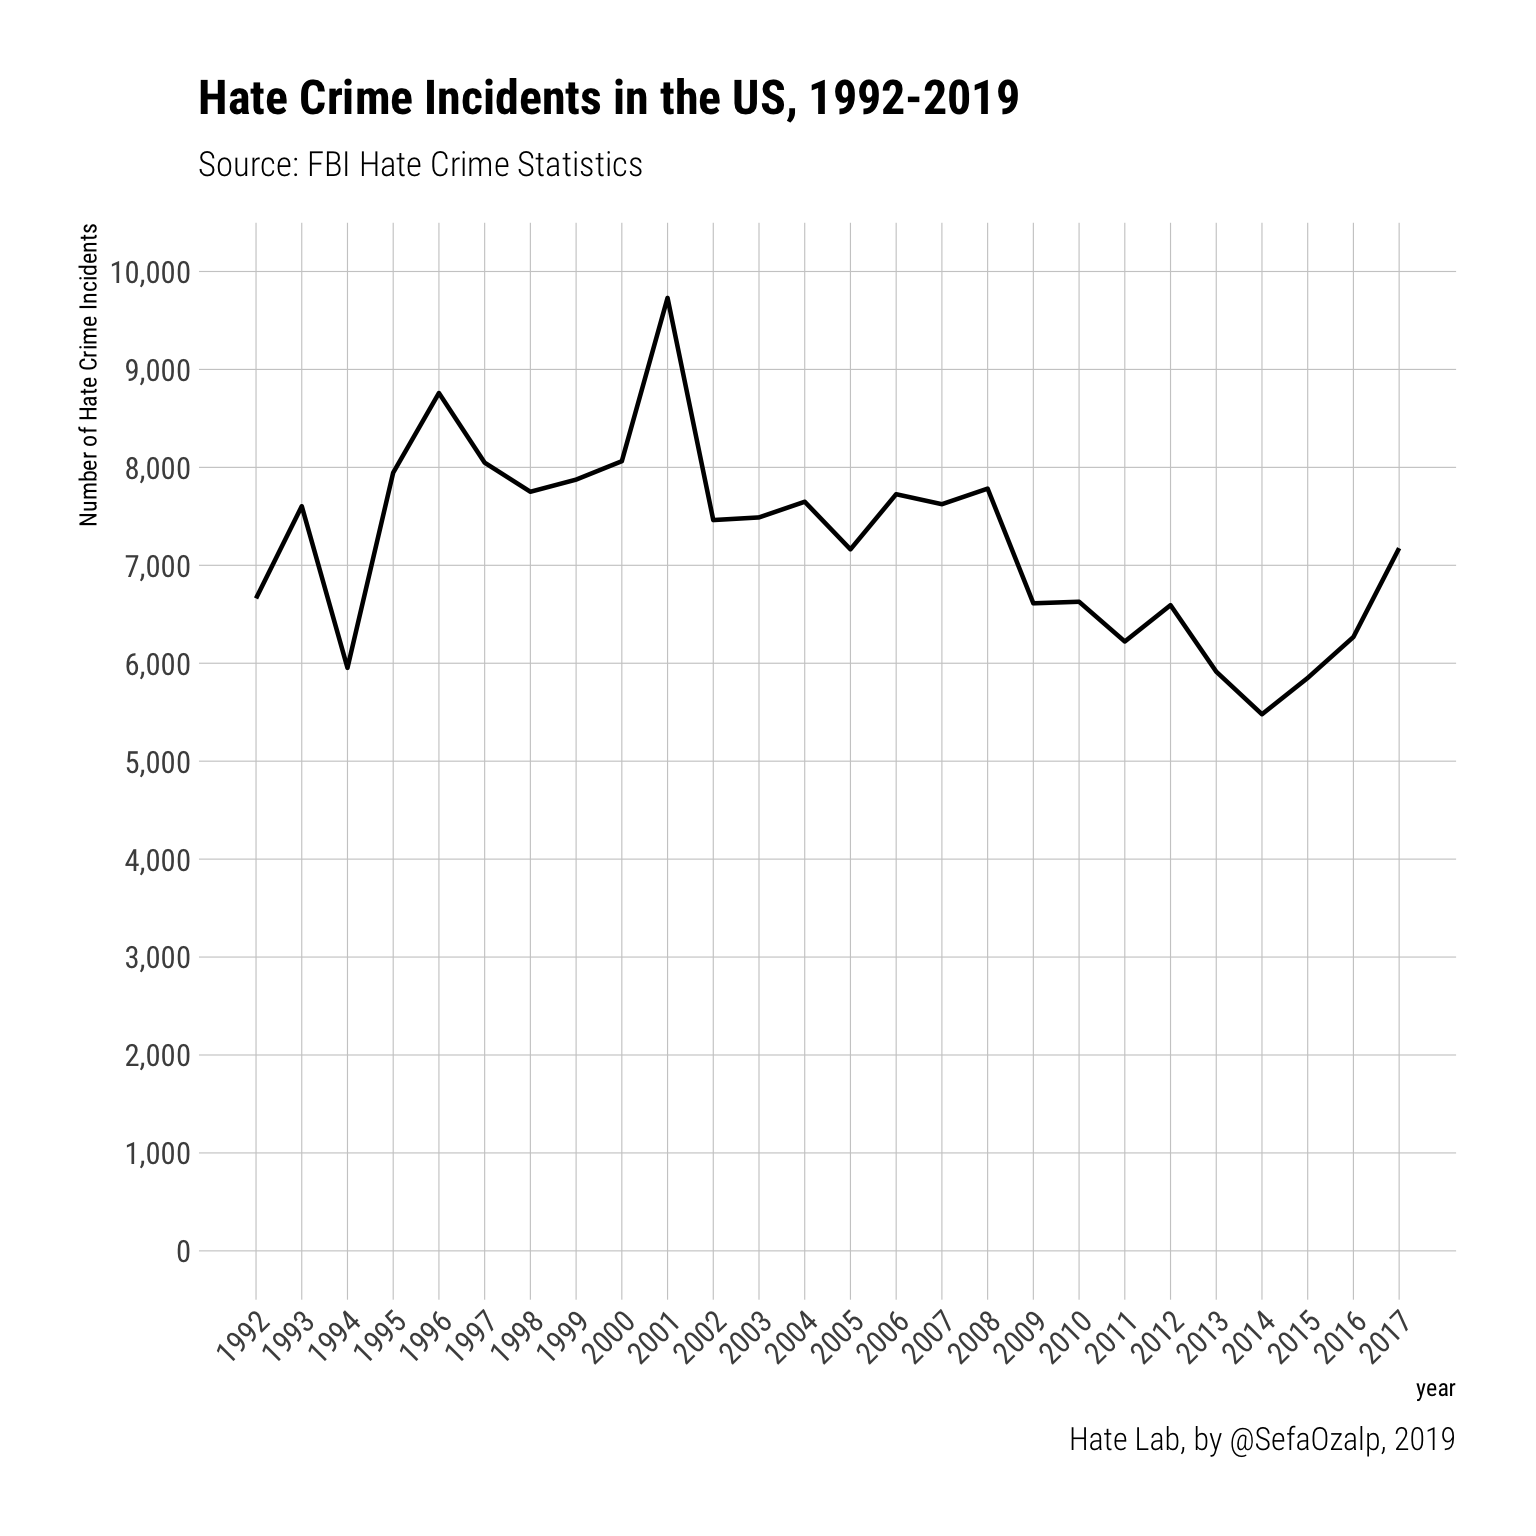 Hate Crime Incidents in the US, 1992-2019
Source: FBI Hate Crime Statistics
Number of Hate Crime Incidents
10,000
9,000
8,000
7,000
6,000
5,000
4,000
3,000
2,000
1,000
0
1992 1993 1994 1995 1996 1997 1998 1999 2000 2001 2002 2003 2004 2005 2006 2007 2008 2009 2010 2011 2012 2013 2014 2015 2016 2017
year
Hate Lab, by @SefaOzalp, 2019